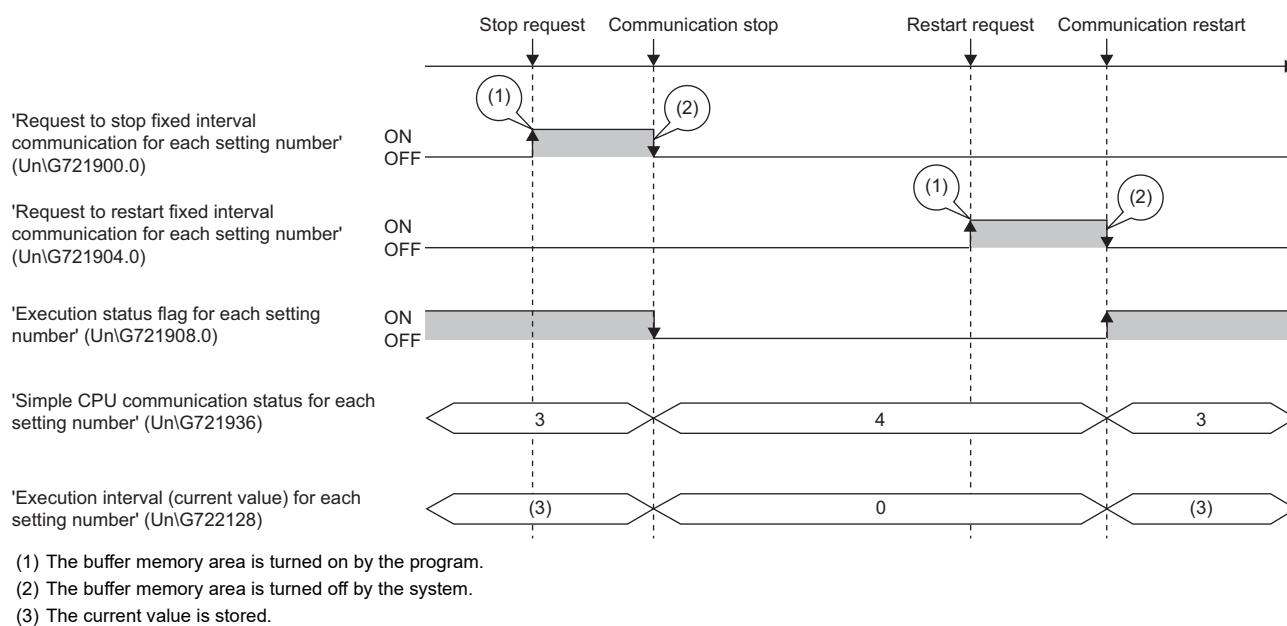 Stop request Communication stop Restart request Communication restart
(1) (2)
'Request to stop fixed interval
communication for each setting number'
(Un\G721900.0)
ON
OFF
(1) (2)
'Request to restart fixed interval
communication for each setting number'
(Un\G721904.0)
ON
OFF
'Execution status flag for each setting
number' (Un\G721908.0)
ON
OFF
'Simple CPU communication status for each
setting number' (Un\G721936)
3 4 3
'Execution interval (current value) for each
setting number' (Un\G722128)
(3) 0 (3)
(1) The buffer memory area is turned on by the program.
(2) The buffer memory area is turned off by the system.
(3) The current value is stored.